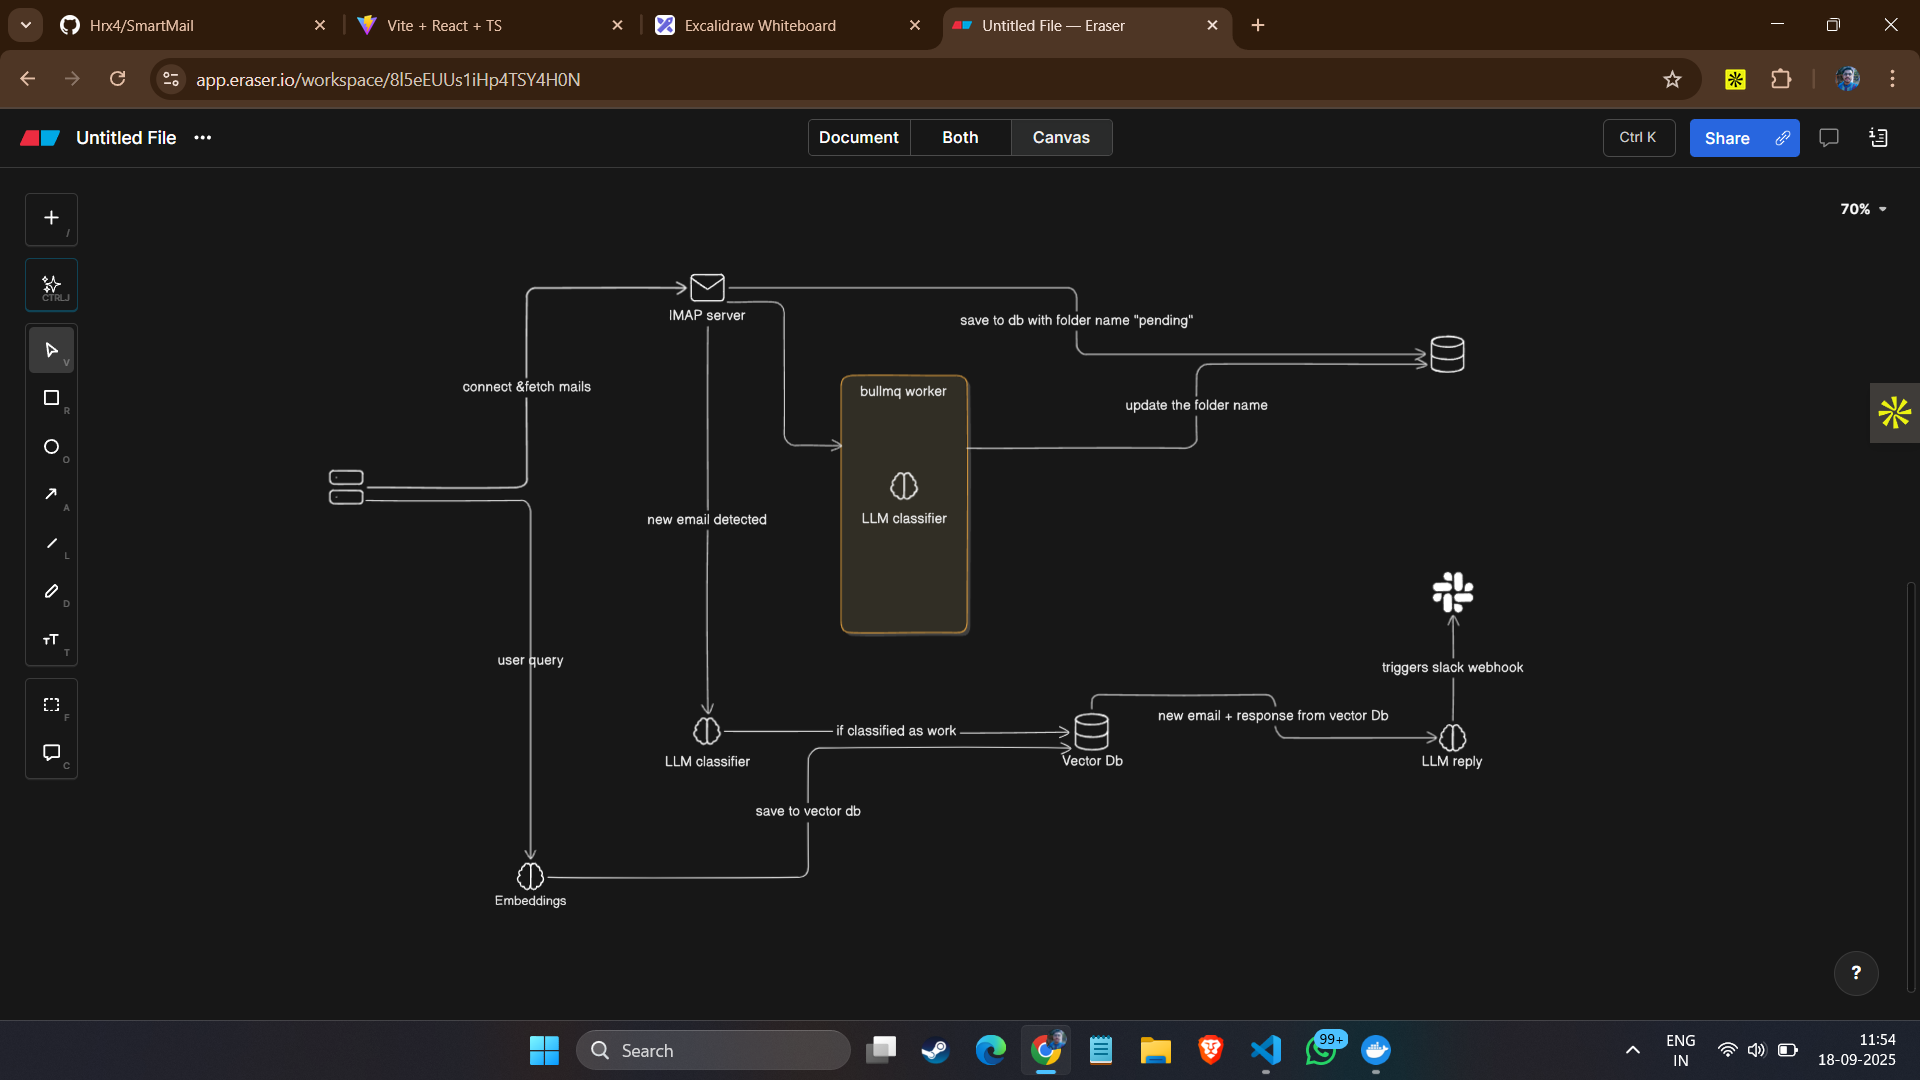 Hrx4/SmartMail
Vite + React + TS
Excalidraw Whiteboard
Untitled File — Eraser
app.eraser.io/workspace/8l5eEUUs1iHp4TSY4H0N
Untitled File
Document
Both
Canvas
Ctrl K
Share
70%
/
CTRL J
V
R
O
A
L
D
T
F
C
IMAP server
save to db with folder name "pending"
connect &fetch mails
bullmq worker
update the folder name
LLM classifier
new email detected
user query
triggers slack webhook
new email + response from vector Db
if classified as work
LLM classifier
Vector Db
LLM reply
save to vector db
Embeddings
?
Search
99+
ENG
IN
11:54
18-09-2025